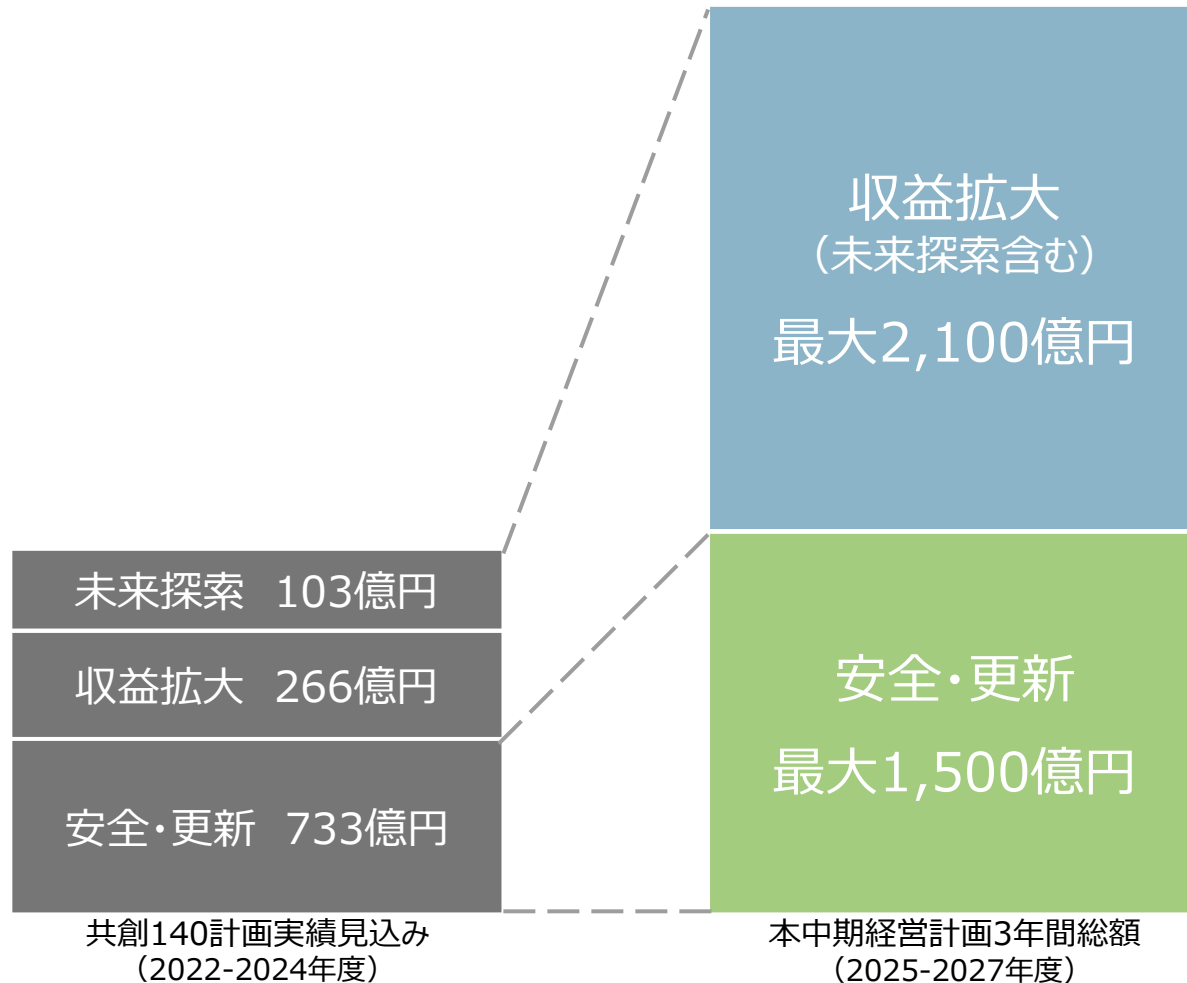 収益拡大
（未来探索含む）
最大2,100億円
未来探索 103億円
収益拡大 266億円
安全・更新 733億円
安全・更新
最大1,500億円
共創140計画実績見込み
（2022-2024年度）
本中期経営計画3年間総額
（2025-2027年度）